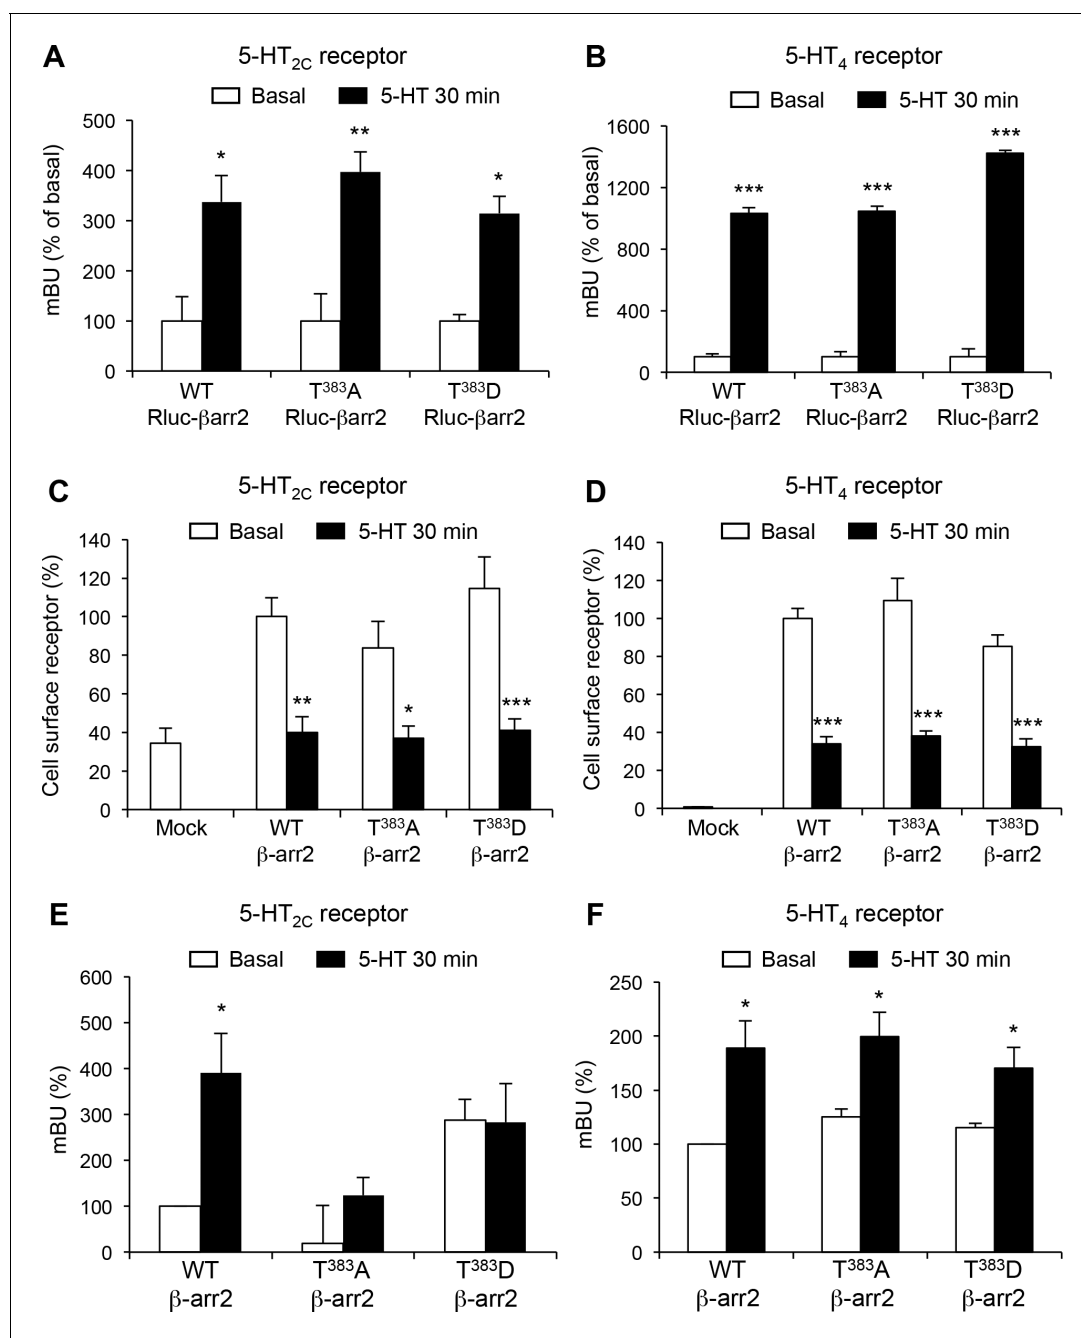 A
5-HT2C receptor
Basal 5-HT 30 min
mBU (% of basal)
500
400
300
200
100
0
*
**
*
WT T383A T383D
Rluc-βarr2 Rluc-βarr2 Rluc-βarr2
B
5-HT4 receptor
Basal 5-HT 30 min
mBU (% of basal)
1600
1200
800
400
0
***
***
***
WT T383A T383D
Rluc-βarr2 Rluc-βarr2 Rluc-βarr2
C
5-HT2C receptor
Basal 5-HT 30 min
Cell surface receptor (%)
140
120
100
80
60
40
20
0
**
*
***
Mock WT T383A T383D
β-arr2 β-arr2 β-arr2
D
5-HT4 receptor
Basal 5-HT 30 min
Cell surface receptor (%)
140
120
100
80
60
40
20
0
***
***
***
Mock WT T383A T383D
β-arr2 β-arr2 β-arr2
E
5-HT2C receptor
Basal 5-HT 30 min
mBU (%)
600
500
400
300
200
100
0
*
WT T383A T383D
β-arr2 β-arr2 β-arr2
F
5-HT4 receptor
Basal 5-HT 30 min
mBU (%)
250
200
150
100
50
0
*
*
*
WT T383A T383D
β-arr2 β-arr2 β-arr2